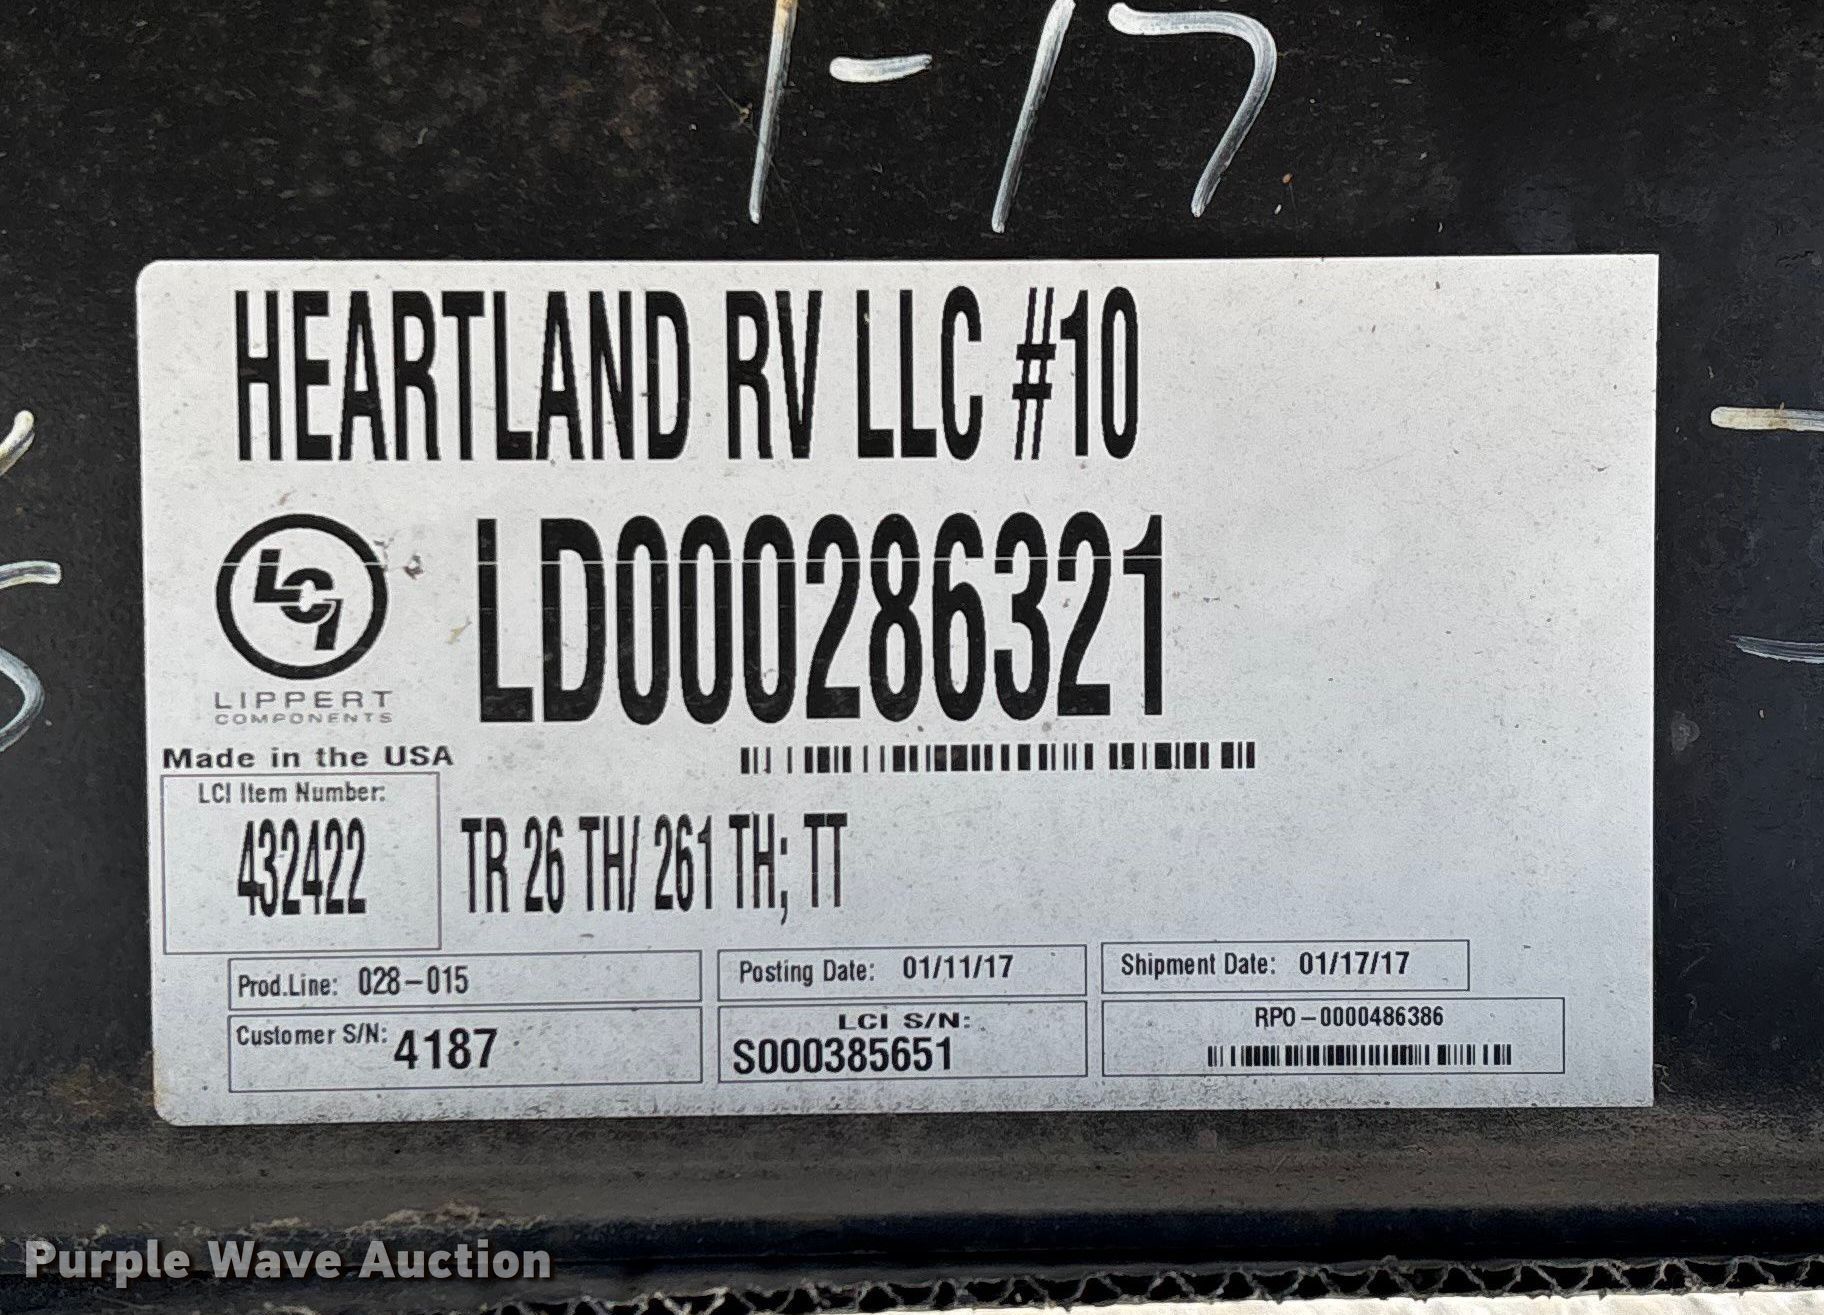 1-17
HEARTLAND RV LLC #10
LCI
LD000286321
LIPPERT
COMPONENTS
Made in the USA
LCI Item Number:
432422
TR 26 TH/ 261 TH; TT
Prod.Line: 028-015
Posting Date: 01/11/17
Shipment Date: 01/17/17
Customer S/N: 4187
LCI S/N:
S000385651
RPO-0000486386
Purple Wave Auction